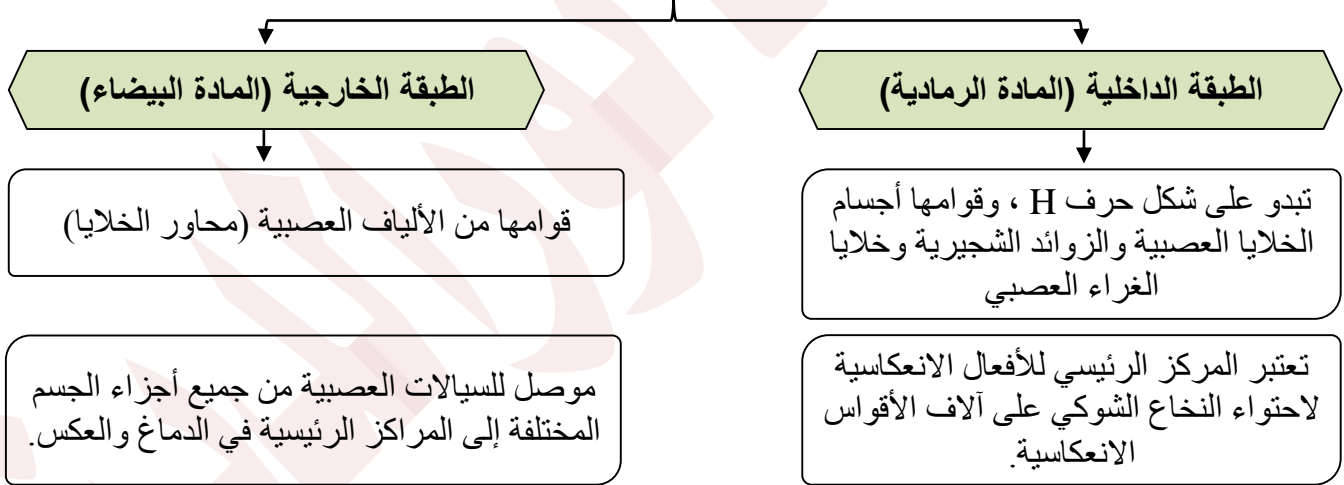 الطبقة الداخلية (المادة الرمادية)
تبدو على شكل حرف H ، وقوامها أجسام
الخلايا العصبية والزوائد الشجيرية وخلايا
الغراء العصبي
تعتبر المركز الرئيسي للأفعال الانعكاسية
لاحتواء النخاع الشوكي على آلاف الأقواس
الانعكاسية.
الطبقة الخارجية (المادة البيضاء)
قوامها من الألياف العصبية (محاور الخلايا)
موصل للسيالات العصبية من جميع أجزاء الجسم
المختلفة إلى المراكز الرئيسية في الدماغ والعكس.